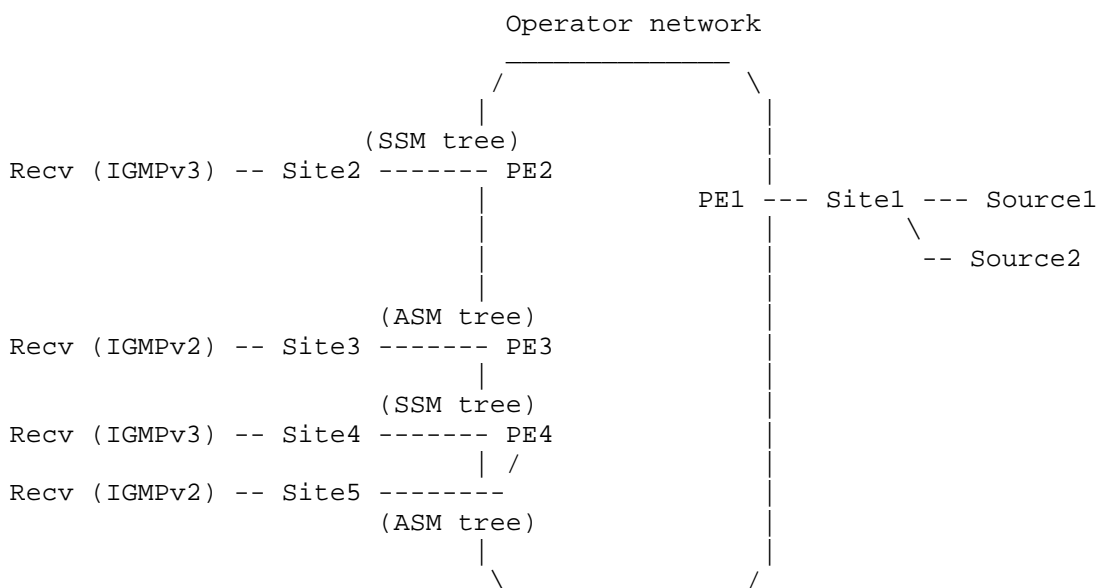 Operator network
(SSM tree)
Recv (IGMPv3) -- Site2 ------- PE2
PE1 --- Site1 --- Source1
-- Source2
(ASM tree)
Recv (IGMPv2) -- Site3 ------- PE3
(SSM tree)
Recv (IGMPv3) -- Site4 ------- PE4
Recv (IGMPv2) -- Site5 --------
(ASM tree)